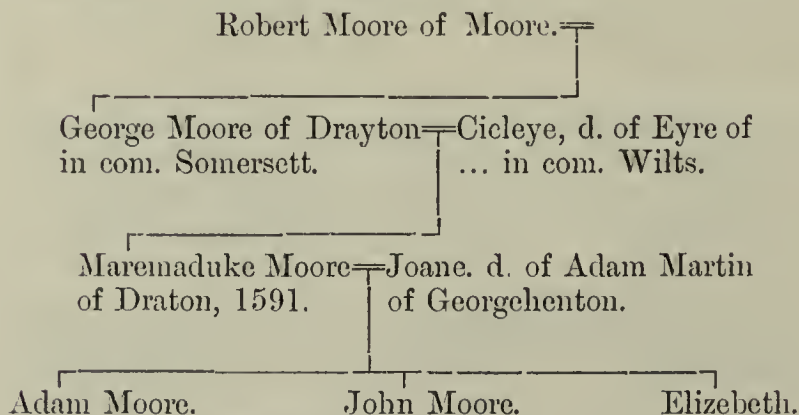 Robert Moore of Moore.
George Moore of Drayton Cicleye, d. of Eyre of
in com. Somersett. ... in com. Wilts.
Maremaduke Moore Joane. d. of Adam Martin
of Draton, 1591. of Georgehenton.
Adam Moore. John Moore. Elizebeth.